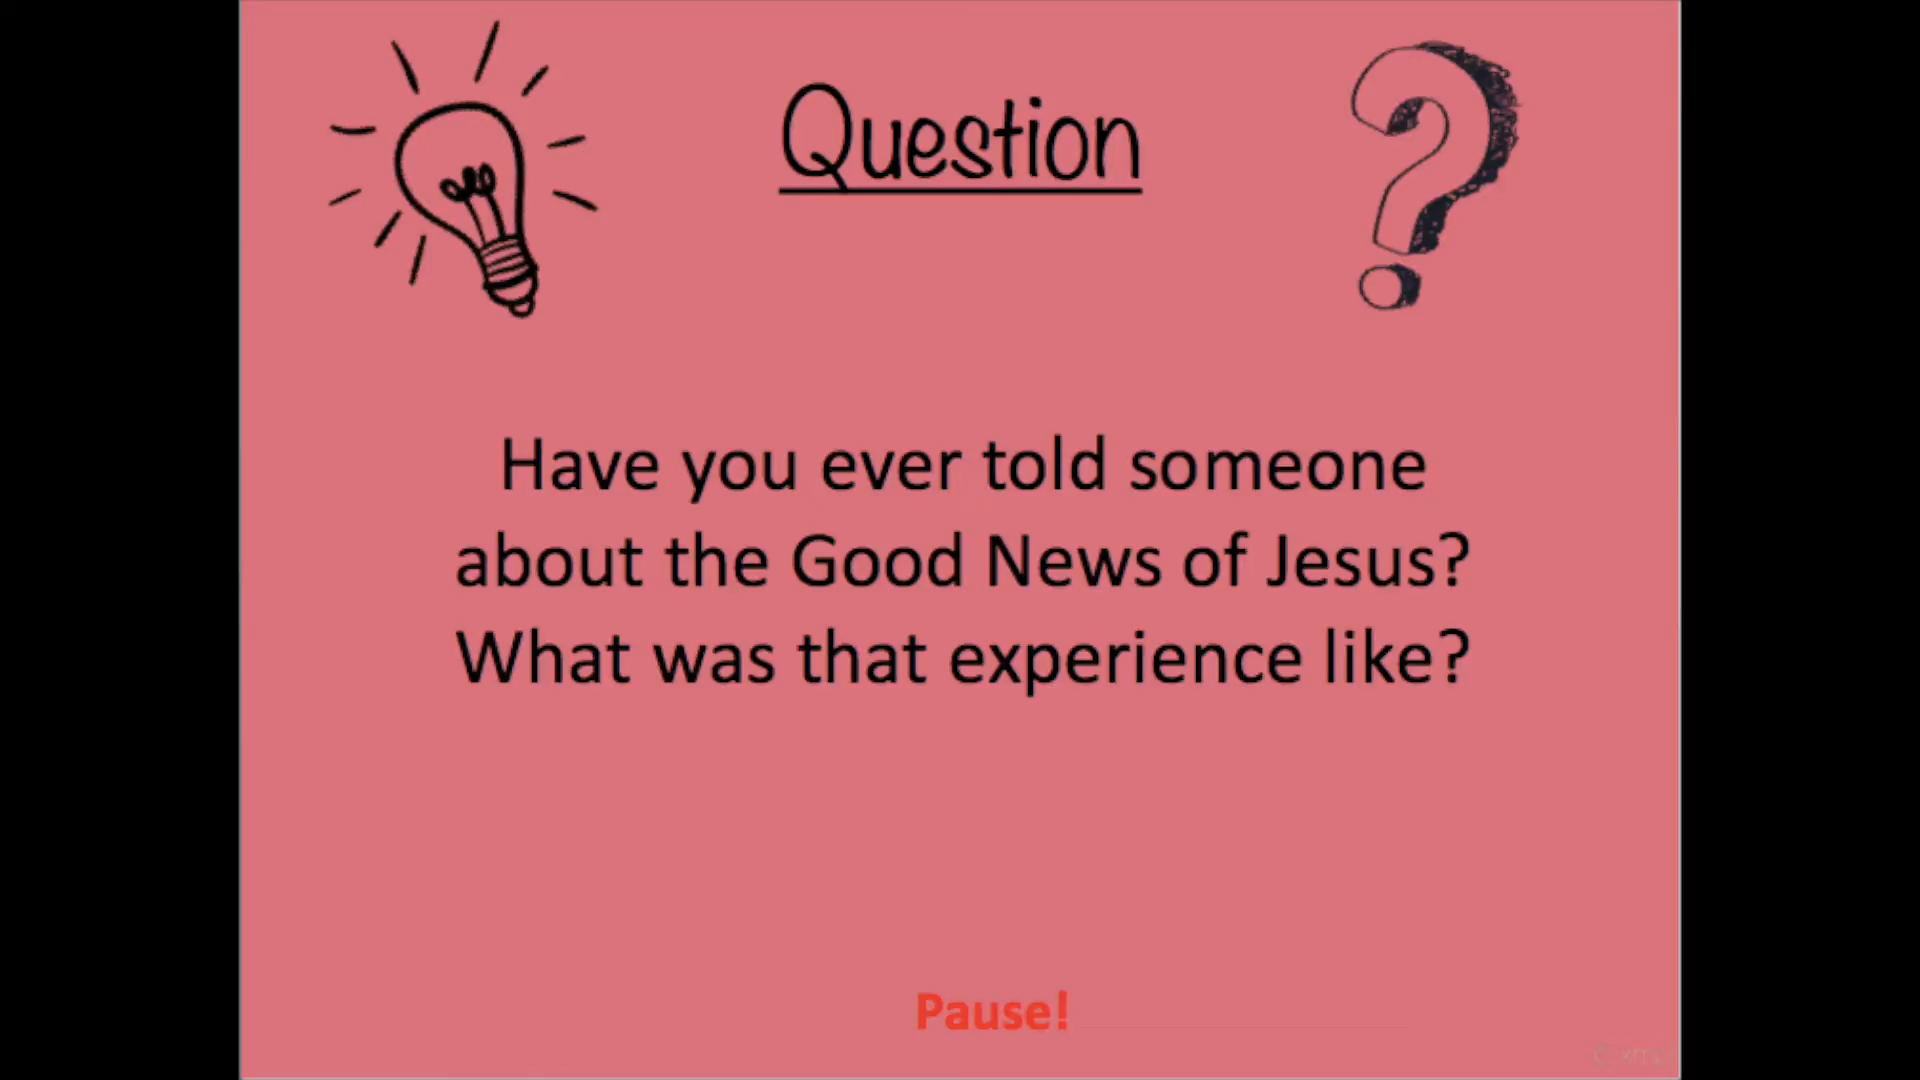 Question
Have you ever told someone
about the Good News of Jesus?
What was that experience like?
Pause!